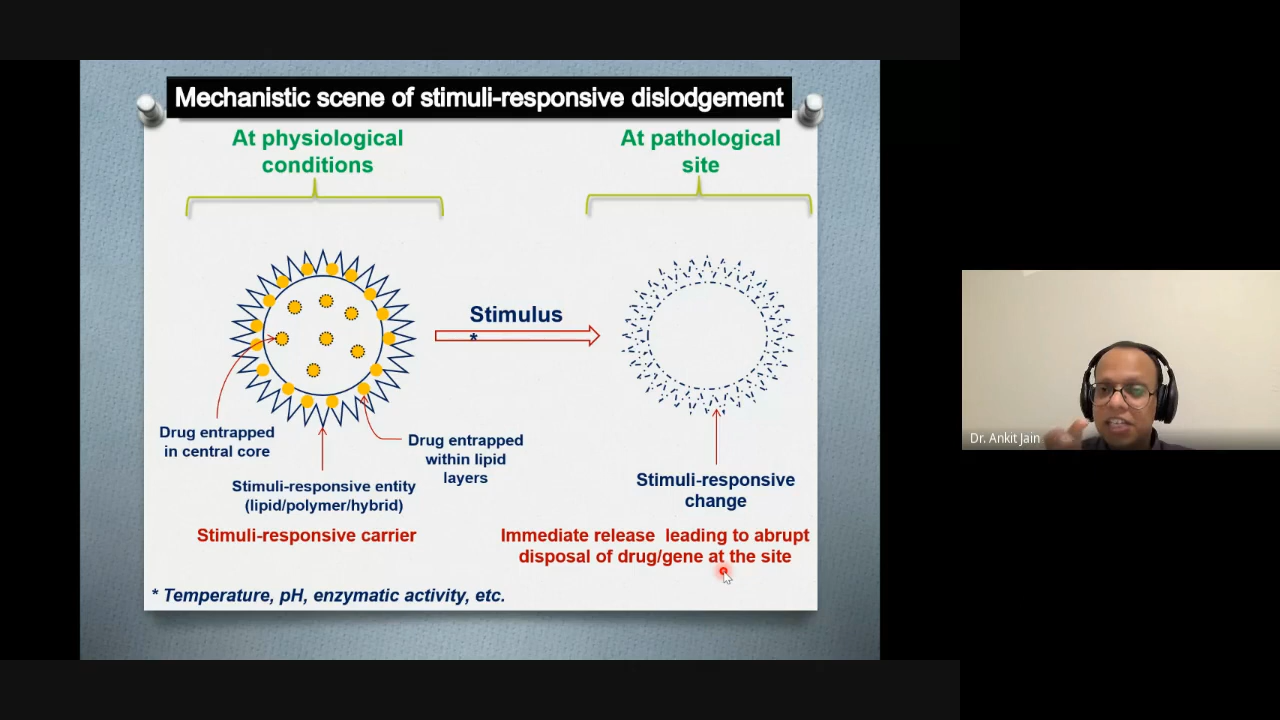 Mechanistic scene of stimuli-responsive dislodgement
At physiological
conditions
At pathological
site
Stimulus
*
Drug entrapped
in central core
Drug entrapped
within lipid
layers
Stimuli-responsive entity
(lipid/polymer/hybrid)
Stimuli-responsive carrier
Stimuli-responsive
change
Immediate release leading to abrupt
disposal of drug/gene at the site
* Temperature, pH, enzymatic activity, etc.
Dr. Ankit Jain